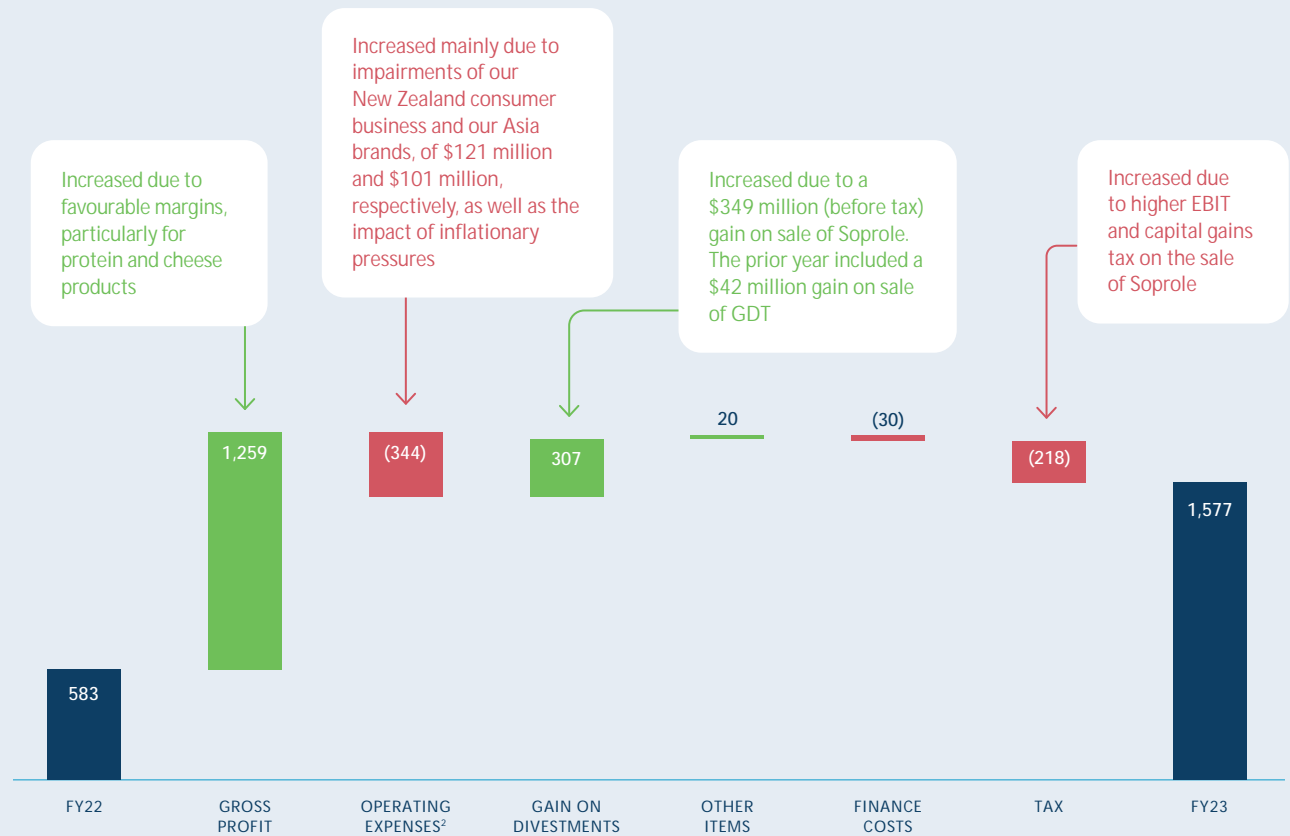 Increased mainly due to
impairments of our
New Zealand consumer
business and our Asia
brands, of $121 million
and $101 million,
respectively, as well as the
impact of inflationary
pressures
Increased due to
favourable margins,
particularly for
protein and cheese
products
Increased due to a
$349 million (before tax)
gain on sale of Soprole.
The prior year included a
$42 million gain on sale
of GDT
Increased due
to higher EBIT
and capital gains
tax on the sale
of Soprole
583
1,259
(344)
307
20
(30)
(218)
1,577
FY22
GROSS
PROFIT
OPERATING
EXPENSES²
GAIN ON
DIVESTMENTS
OTHER
ITEMS
FINANCE
COSTS
TAX
FY23